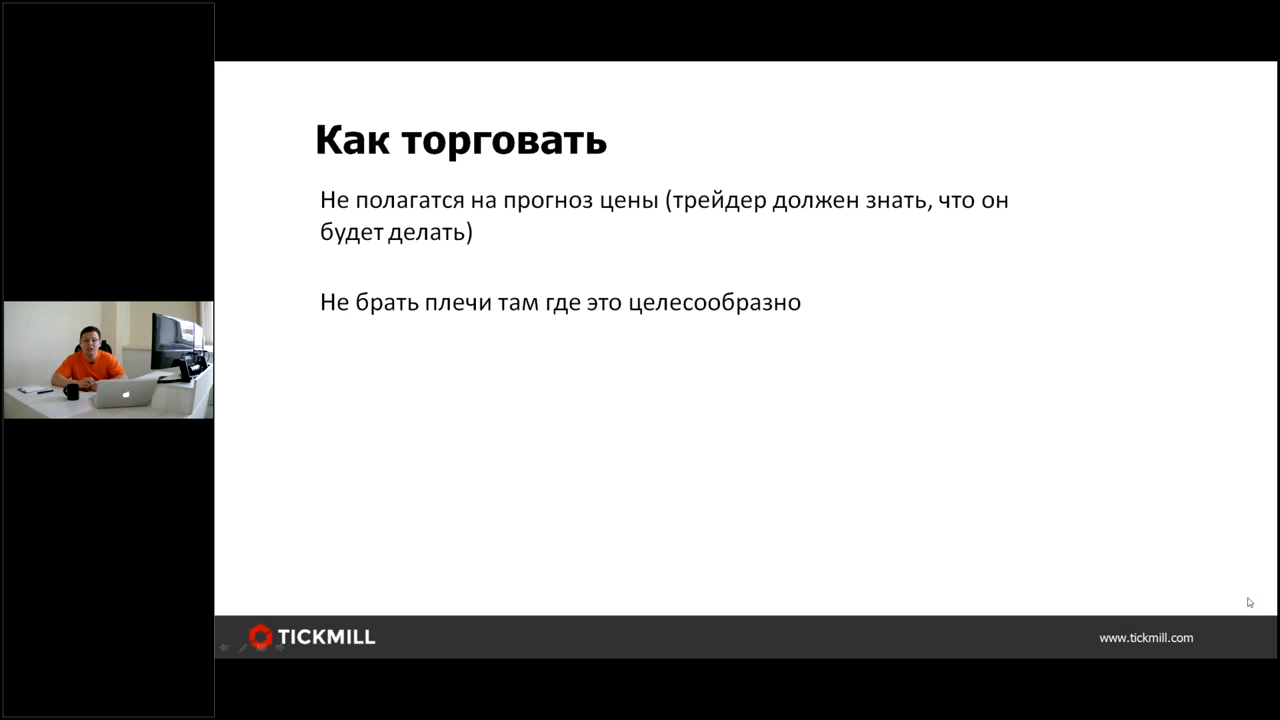 Как торговать
Не полагатся на прогноз цены (трейдер должен знать, что он
будет делать)
Не брать плечи там где это целесообразно
TICKMILL
www.tickmill.com